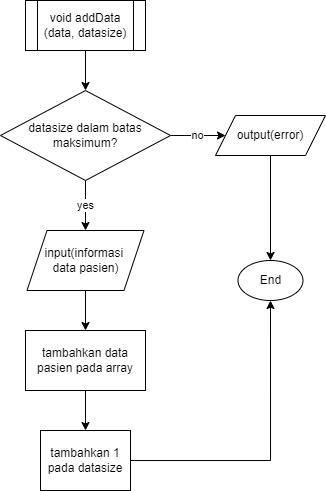 void addData
(data, datasize)
datasize dalam batas
maksimum?
no
output(error)
yes
input(informasi
data pasien)
End
tambahkan data
pasien pada array
tambahkan 1
pada datasize